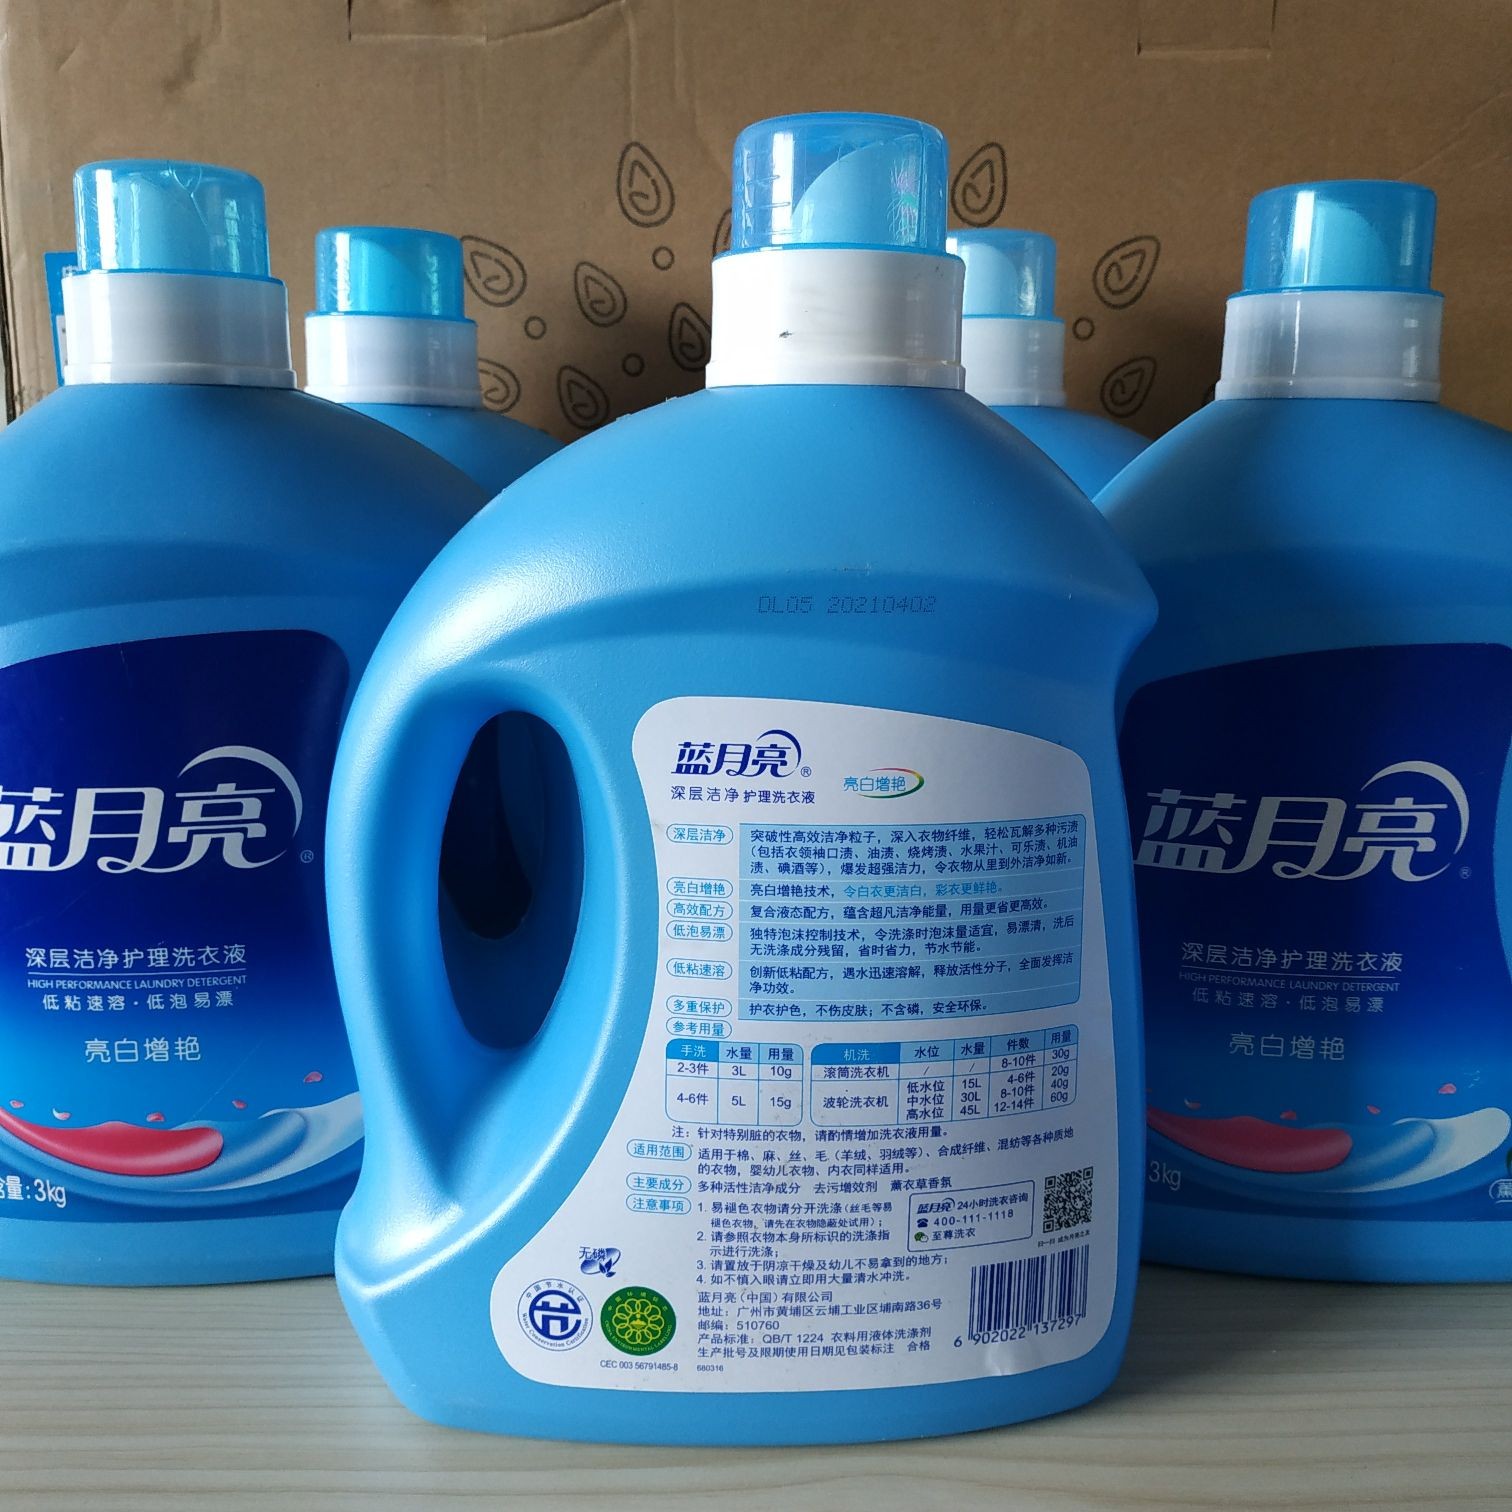 DL05 20210402
蓝月亮®
深层洁净护理洗衣液
亮白增艳
深层洁净 突破性高效洁净粒子，深入衣物纤维，轻松瓦解多种污渍
（包括衣领袖口渍、油渍、烧烤渍、水果汁、可乐渍、机油
渍、碘酒等），爆发超强洁力，令衣物从里到外洁净如新。
亮白增艳 亮白增艳技术，令白衣更洁白，彩衣更鲜艳。
高效配方 复合液态配方，蕴含超凡洁净能量，用量更省更高效。
低泡易漂 独特泡沫控制技术，令洗涤时泡沫量适宜，易漂清，洗后
无洗涤成分残留，省时省力，节水节能。
低粘速溶 创新低粘配方，遇水迅速溶解，释放活性分子，全面发挥洁
净功效。
多重保护 护衣护色，不伤皮肤；不含磷，安全环保。
参考用量
手洗 水量 用量
2-3件 3L 10g
4-6件 5L 15g
机洗 水位 水量 件数 用量
滚筒洗衣机 / / 8-10件 30g
波轮洗衣机 低水位 15L 4-6件 20g
中水位 30L 8-10件 40g
高水位 45L 12-14件 60g
注：针对特别脏的衣物，请酌情增加洗衣液用量。
适用范围 适用于棉、麻、丝、毛（羊绒、羽绒等）、合成纤维、混纺等各种质地
的衣物，婴幼儿衣物、内衣同样适用。
主要成分 多种活性洁净成分 去污增效剂 薰衣草香氛
注意事项 1. 易褪色衣物请分开洗涤（丝毛等易
褪色衣物，请先在衣物隐蔽处试用）；
2. 请参照衣物本身所标识的洗涤指
示进行洗涤；
3. 请置放于阴凉干燥及幼儿不易拿到的地方；
4. 如不慎入眼请立即用大量清水冲洗。
蓝月亮 24小时洗衣咨询
400-111-1118
至尊洗衣
扫一扫 成为月亮之友
蓝月亮（中国）有限公司
地址：广州市黄埔区云埔工业区埔南路36号
邮编：510760
产品标准：QB/T 1224 衣料用液体洗涤剂
生产批号及限期使用日期见包装标注 合格
680316
6 902022 137297
无磷
中国节水认证
Water Conservation Certification
中国环境标志
CHINA ENVIRONMENTAL LABELLING
CEC 003 56791485-8
蓝月亮®
深层洁净护理洗衣液
HIGH PERFORMANCE LAUNDRY DETERGENT
低粘速溶·低泡易漂
亮白增艳
含量：3kg
蓝月亮®
深层洁净护理洗衣液
HIGH PERFORMANCE LAUNDRY DETERGENT
低粘速溶·低泡易漂
亮白增艳
3kg
薰